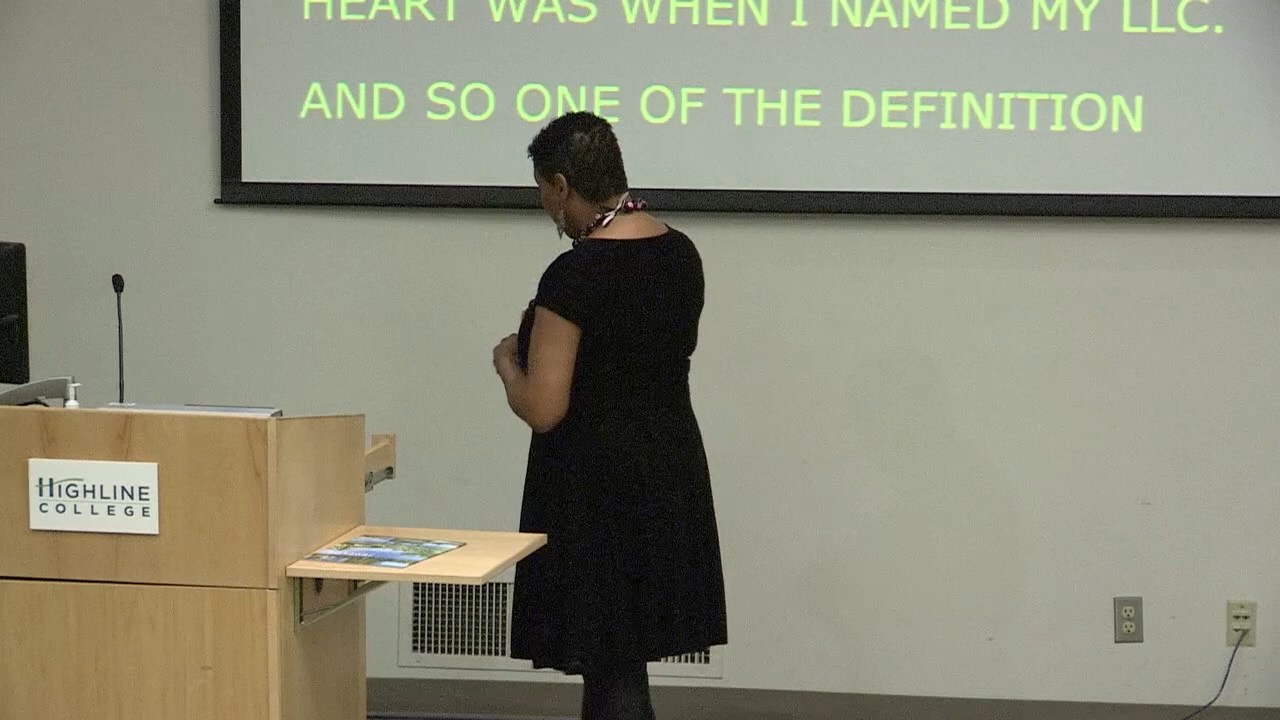 HEART WAS WHEN I NAMED MY LLC.
AND SO ONE OF THE DEFINITION
HIGHLINE
COLLEGE